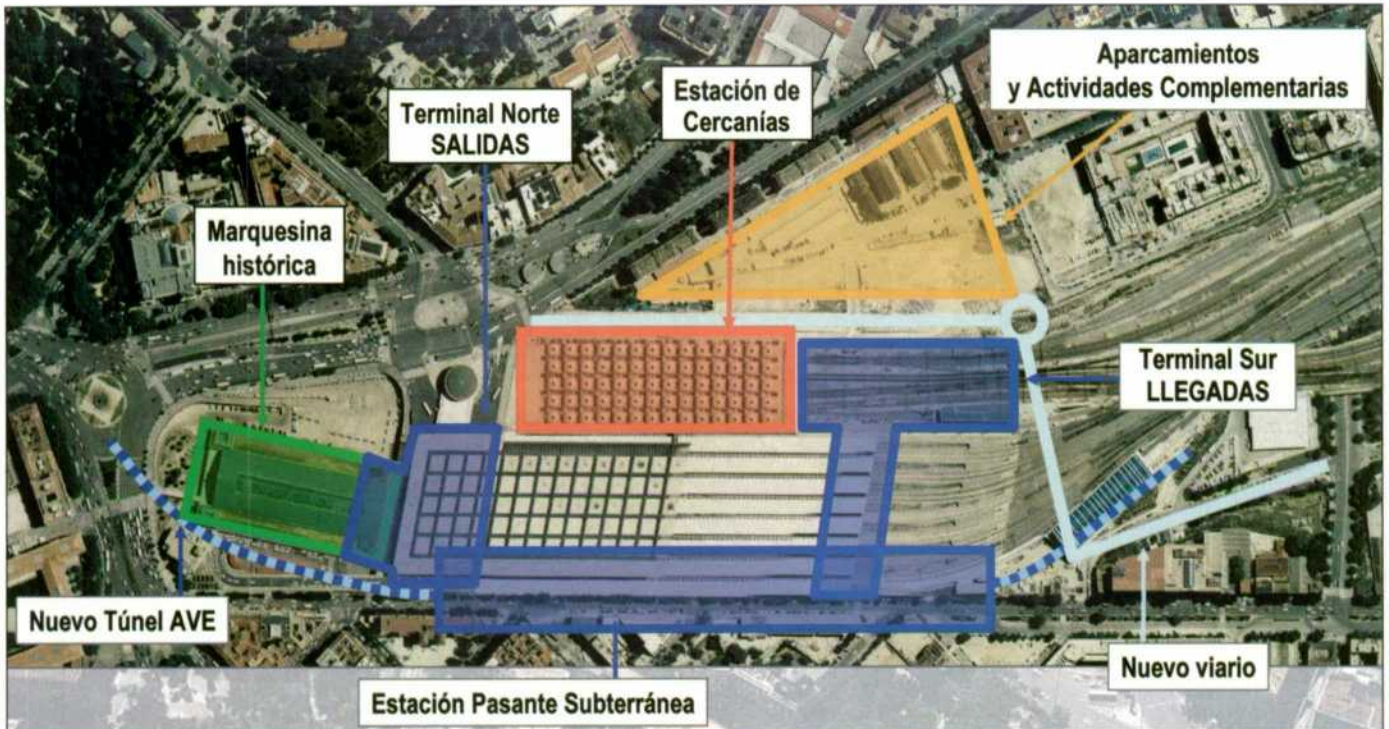 Aparcamientos
y Actividades Complementarias
Estación de
Cercanías
Terminal Norte
SALIDAS
Marquesina
histórica
Terminal Sur
LLEGADAS
Nuevo Túnel AVE
Nuevo viario
Estación Pasante Subterránea